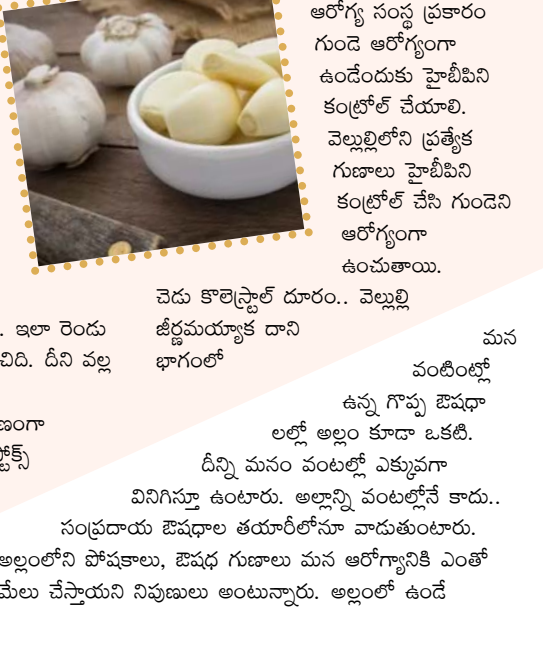 ఆరోగ్య సంస్థ ప్రకారం
గుండె ఆరోగ్యంగా
ఉండేందుకు హైబీపిని
కంట్రోల్ చేయాలి.
వెల్లుల్లిలోని ప్రత్యేక
గుణాలు హైబీపిని
కంట్రోల్ చేసి గుండెని
ఆరోగ్యంగా
ఉంచుతాయి.
చెడు కొలెస్ట్రాల్ దూరం.. వెల్లుల్లి
జీర్ణమయ్యాక దాని
భాగంలో
. ఇలా రెండు
చిది. దీని వల్ల
ణంగా
మన
వంటింట్లో
ఉన్న గొప్ప ఔషధా
లల్లో అల్లం కూడా ఒకటి.
దీన్ని మనం వంటల్లో ఎక్కువగా
వినిగిస్తూ ఉంటారు. అల్లాన్ని వంటల్లోనే కాదు..
సంప్రదాయ ఔషధాల తయారీలోనూ వాడుతుంటారు.
అల్లంలోని పోషకాలు, ఔషధ గుణాలు మన ఆరోగ్యానికి ఎంతో
మేలు చేస్తాయని నిపుణులు అంటున్నారు. అల్లంలో ఉండే